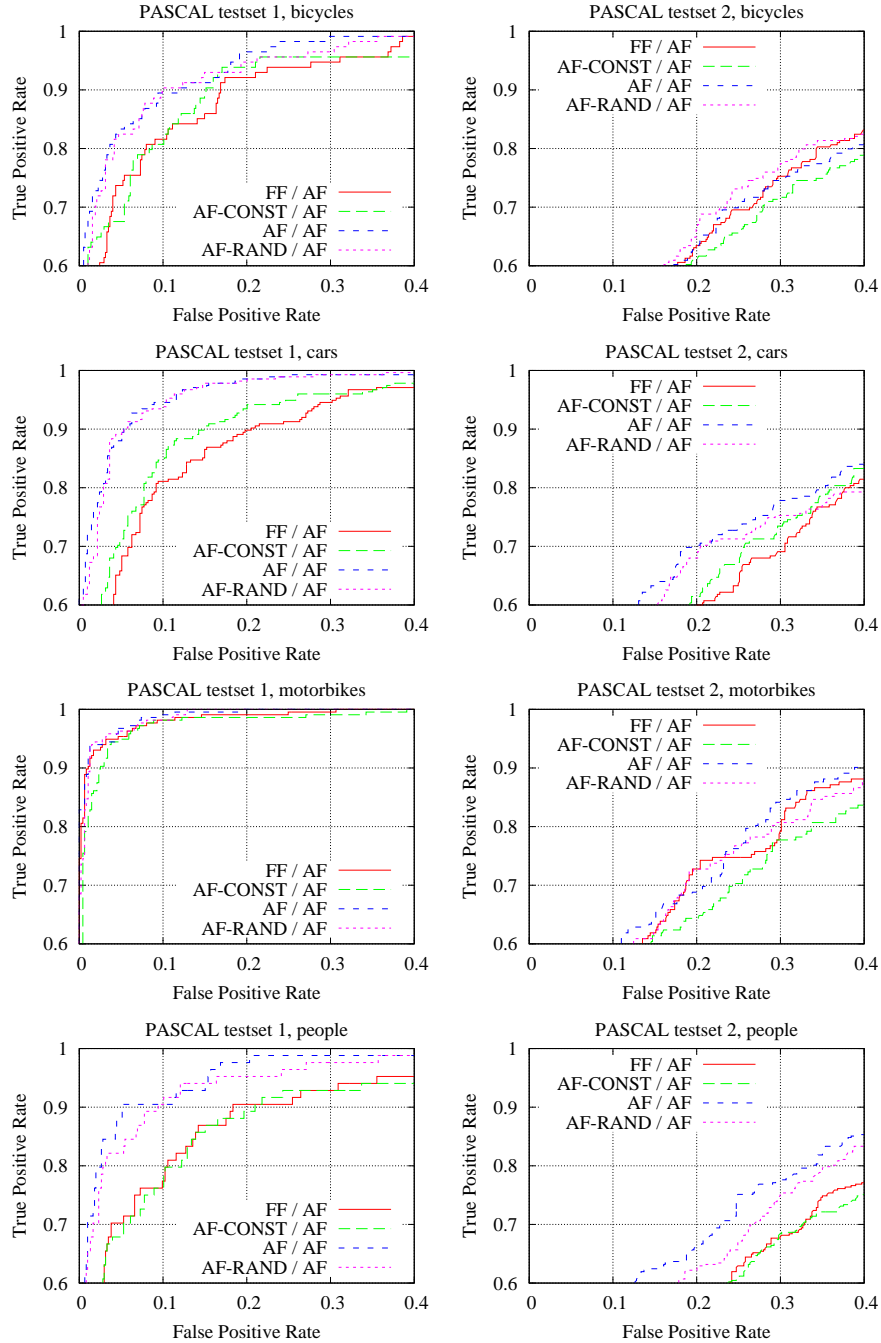 PASCAL testset 1, bicycles
True Positive Rate
1
0.9
0.8
0.7
0.6
FF / AF
AF-CONST / AF
AF / AF
AF-RAND / AF
0 0.1 0.2 0.3 0.4
False Positive Rate
PASCAL testset 2, bicycles
True Positive Rate
1
0.9
0.8
0.7
0.6
FF / AF
AF-CONST / AF
AF / AF
AF-RAND / AF
0 0.1 0.2 0.3 0.4
False Positive Rate
PASCAL testset 1, cars
True Positive Rate
1
0.9
0.8
0.7
0.6
FF / AF
AF-CONST / AF
AF / AF
AF-RAND / AF
0 0.1 0.2 0.3 0.4
False Positive Rate
PASCAL testset 2, cars
True Positive Rate
1
0.9
0.8
0.7
0.6
FF / AF
AF-CONST / AF
AF / AF
AF-RAND / AF
0 0.1 0.2 0.3 0.4
False Positive Rate
PASCAL testset 1, motorbikes
True Positive Rate
1
0.9
0.8
0.7
0.6
FF / AF
AF-CONST / AF
AF / AF
AF-RAND / AF
0 0.1 0.2 0.3 0.4
False Positive Rate
PASCAL testset 2, motorbikes
True Positive Rate
1
0.9
0.8
0.7
0.6
FF / AF
AF-CONST / AF
AF / AF
AF-RAND / AF
0 0.1 0.2 0.3 0.4
False Positive Rate
PASCAL testset 1, people
True Positive Rate
1
0.9
0.8
0.7
0.6
FF / AF
AF-CONST / AF
AF / AF
AF-RAND / AF
0 0.1 0.2 0.3 0.4
False Positive Rate
PASCAL testset 2, people
True Positive Rate
1
0.9
0.8
0.7
0.6
FF / AF
AF-CONST / AF
AF / AF
AF-RAND / AF
0 0.1 0.2 0.3 0.4
False Positive Rate